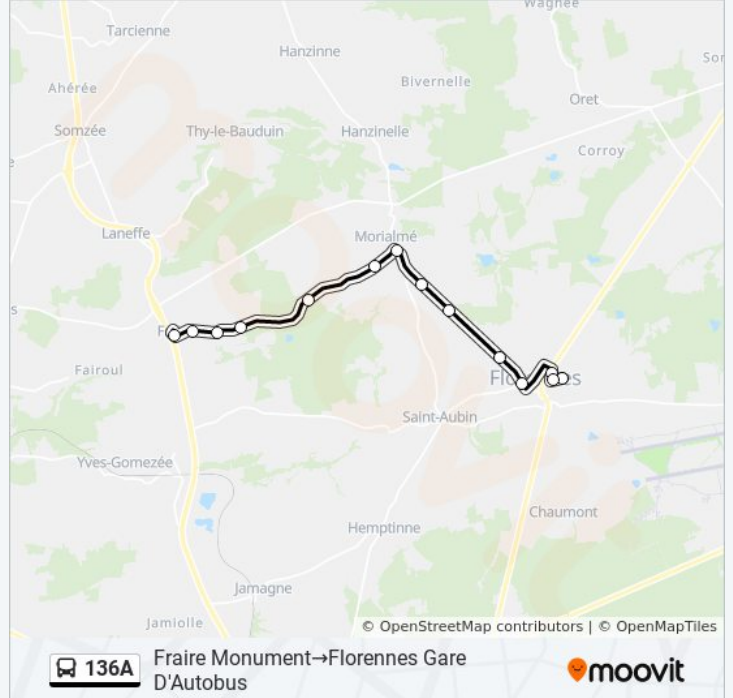 Wagnée
Tarcienne
Hanzinne
Bivernelle
Ahérée
Oret
Somzée
Thy-le-Bauduin
Hanzinelle
Corroy
Laneffe
Morialmé
Fairoul
Saint-Aubin
Yves-Gomezée
Chaumont
Hemptinne
Jamagne
Jamiolle
© OpenStreetMap contributors | © OpenMapTiles
136A
Fraire Monument→Florennes Gare
D'Autobus
moovit